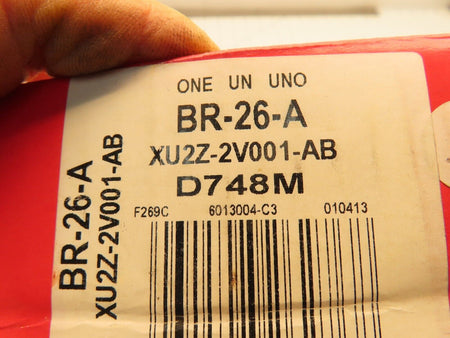 ONE UN UNO
BR-26-A
XU2Z-2V001-AB
D748M
F269C 6013004-C3 010413
BR-26-A
XU2Z-2V001-AB